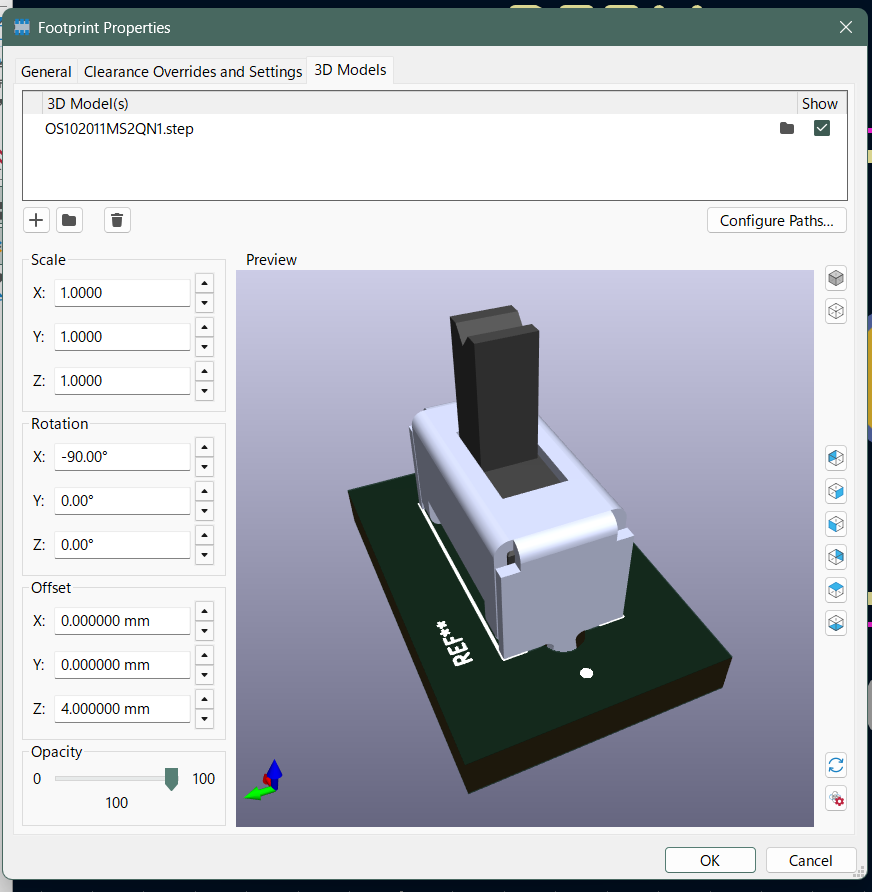 Footprint Properties
General
Clearance Overrides and Settings
3D Models
3D Model(s)
Show
OS102011MS2QN1.step
Configure Paths...
Scale
X: 1.0000
Y: 1.0000
Z: 1.0000
Rotation
X: -90.00°
Y: 0.00°
Z: 0.00°
Offset
X: 0.000000 mm
Y: 0.000000 mm
Z: 4.000000 mm
Opacity
0
100
100
Preview
REF**
OK
Cancel